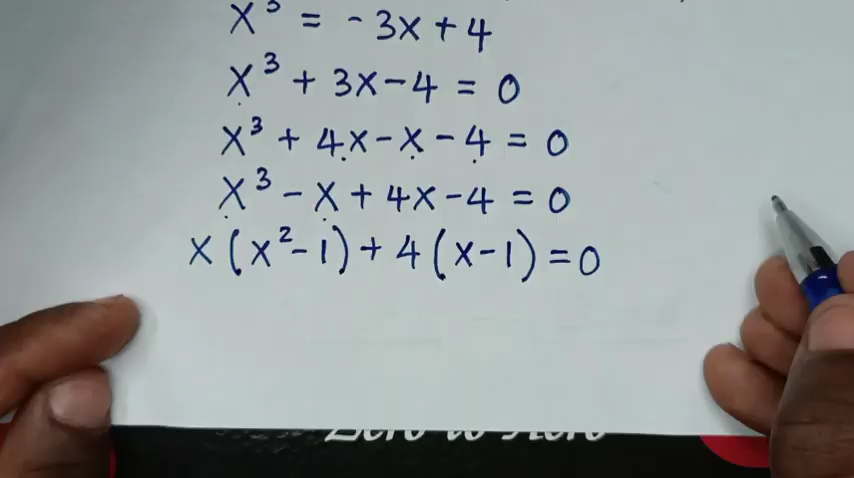 x³ = - 3x + 4
x³ + 3x - 4 = 0
x³ + 4x - x - 4 = 0
x³ - x + 4x - 4 = 0
x (x² - 1) + 4 (x - 1) = 0